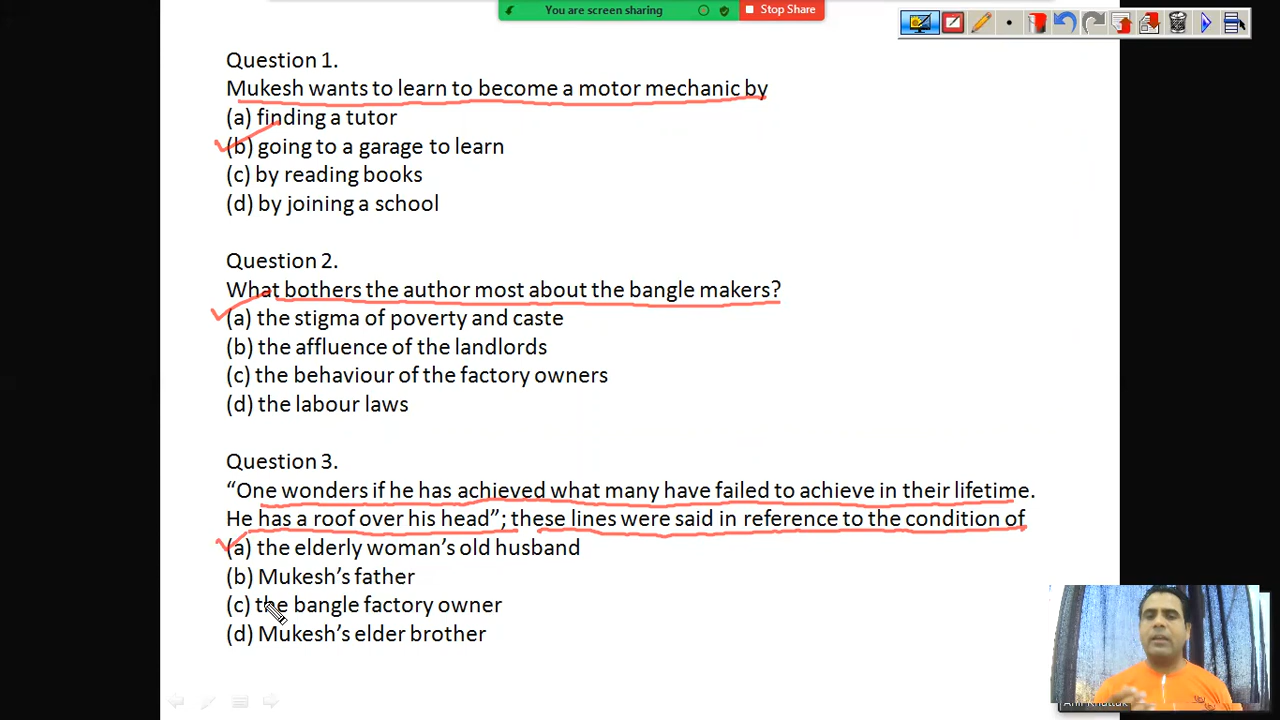 You are screen sharing
Stop Share
Question 1.
Mukesh wants to learn to become a motor mechanic by
(a) finding a tutor
(b) going to a garage to learn
(c) by reading books
(d) by joining a school
Question 2.
What bothers the author most about the bangle makers?
(a) the stigma of poverty and caste
(b) the affluence of the landlords
(c) the behaviour of the factory owners
(d) the labour laws
Question 3.
“One wonders if he has achieved what many have failed to achieve in their lifetime.
He has a roof over his head”; these lines were said in reference to the condition of
(a) the elderly woman’s old husband
(b) Mukesh’s father
(c) the bangle factory owner
(d) Mukesh’s elder brother